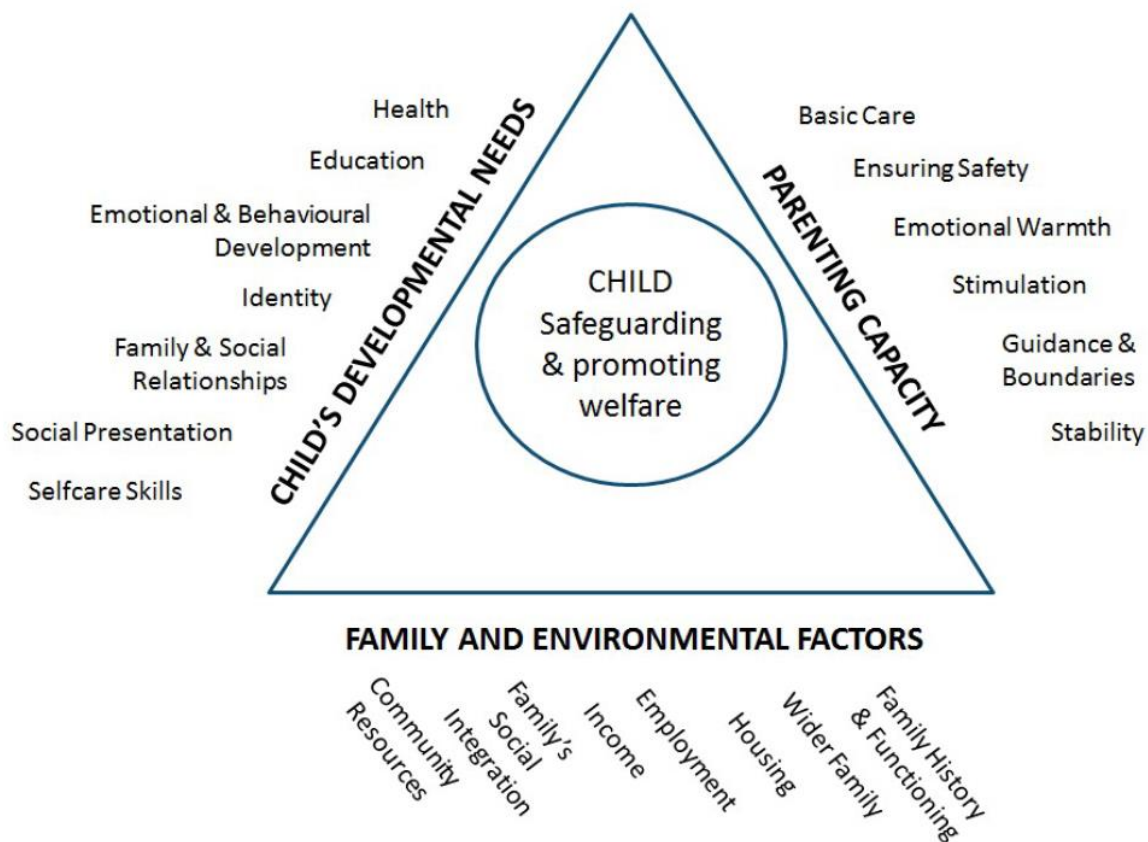 Health
Education
Emotional & Behavioural
Development
Identity
Family & Social
Relationships
Social Presentation
Selfcare Skills
CHILD'S DEVELOPMENTAL NEEDS
CHILD
Safeguarding
& promoting
welfare
PARENTING CAPACITY
Basic Care
Ensuring Safety
Emotional Warmth
Stimulation
Guidance &
Boundaries
Stability
FAMILY AND ENVIRONMENTAL FACTORS
Community
Resources
Family's
Social
Integration
Income
Employment
Housing
Wider Family
Family History
& Functioning